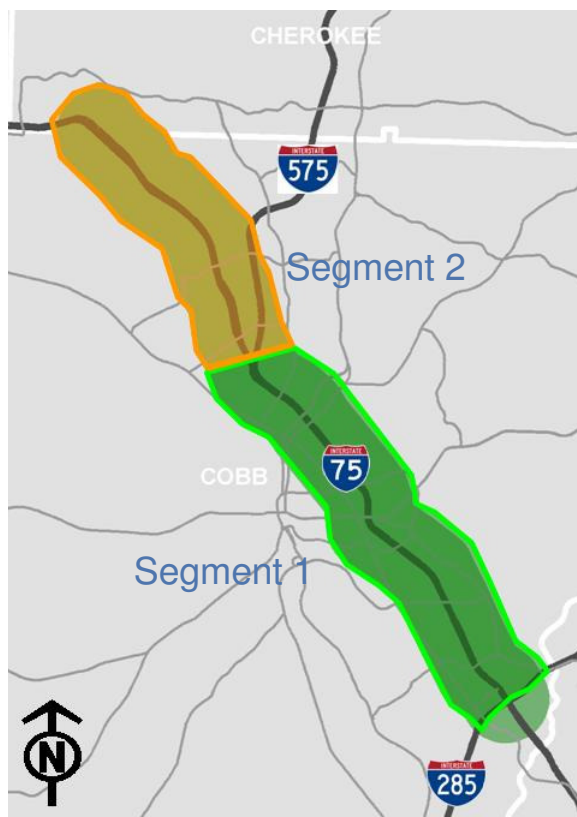 CHEROKEE
INTERSTATE
575
Segment 2
INTERSTATE
75
COBB
Segment 1
N
INTERSTATE
285